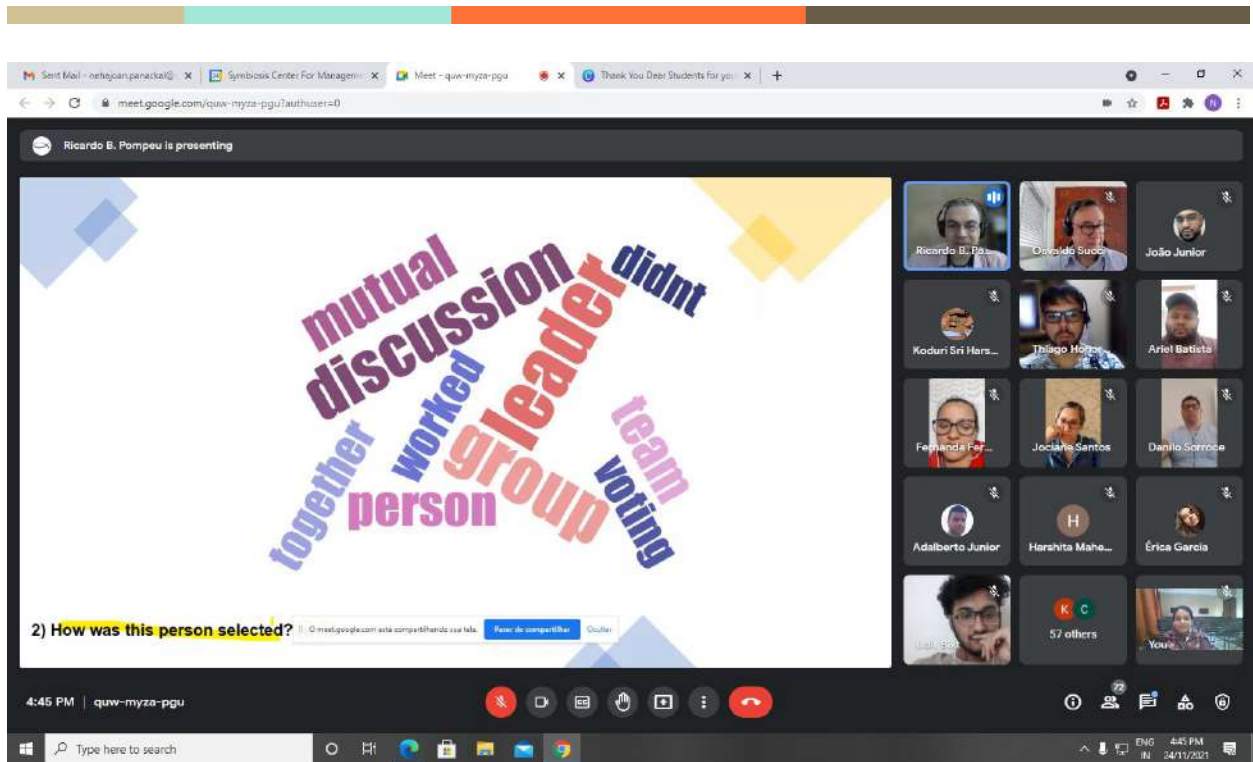 Sent Mail - nehajoan.panackal@
Symbiosis Center For Managem
Meet - quw-myza-pgu
Thank You Dear Students for you
meet.google.com/quw-myza-pgu?authuser=0
N
Ricardo B. Pompeu is presenting
mutual
discussion
leader
didnt
worked
group
together
person
team
voting
2) How was this person selected?
O meet.google.com está compartilhando sua tela.
Parar de compartilhar
Ocultar
Ricardo B. Po...
Osvaldo Succi
João Junior
Koduri Sri Hars...
Thiago Honor...
Ariel Batista
Fernanda Fer...
Jociane Santos
Danilo Sorroce
Adalberto Junior
H
Harshita Mahe...
Érica Garcia
K C
57 others
You
4:45 PM | quw-myza-pgu
72
Type here to search
ENG 4:45 PM
IN 24/11/2021